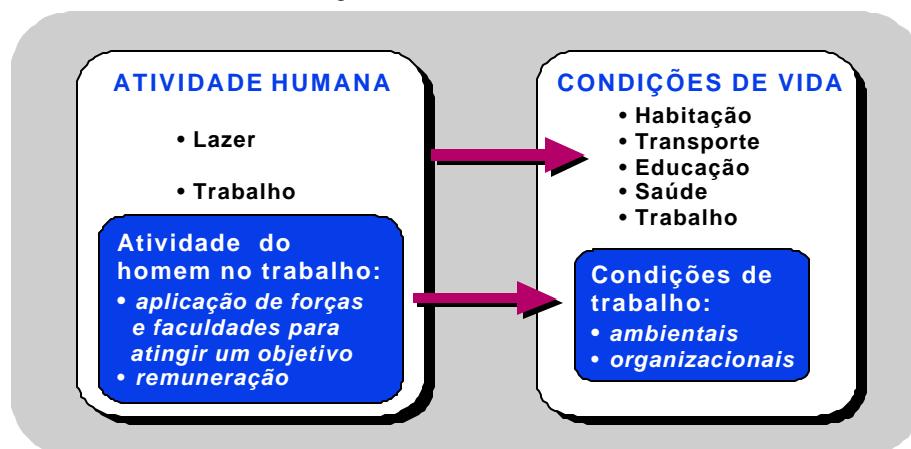 ATIVIDADE HUMANA
• Lazer
• Trabalho
Atividade do
homem no trabalho:
• aplicação de forças
e faculdades para
atingir um objetivo
• remuneração
CONDIÇÕES DE VIDA
• Habitação
• Transporte
• Educação
• Saúde
• Trabalho
Condições de
trabalho:
• ambientais
• organizacionais